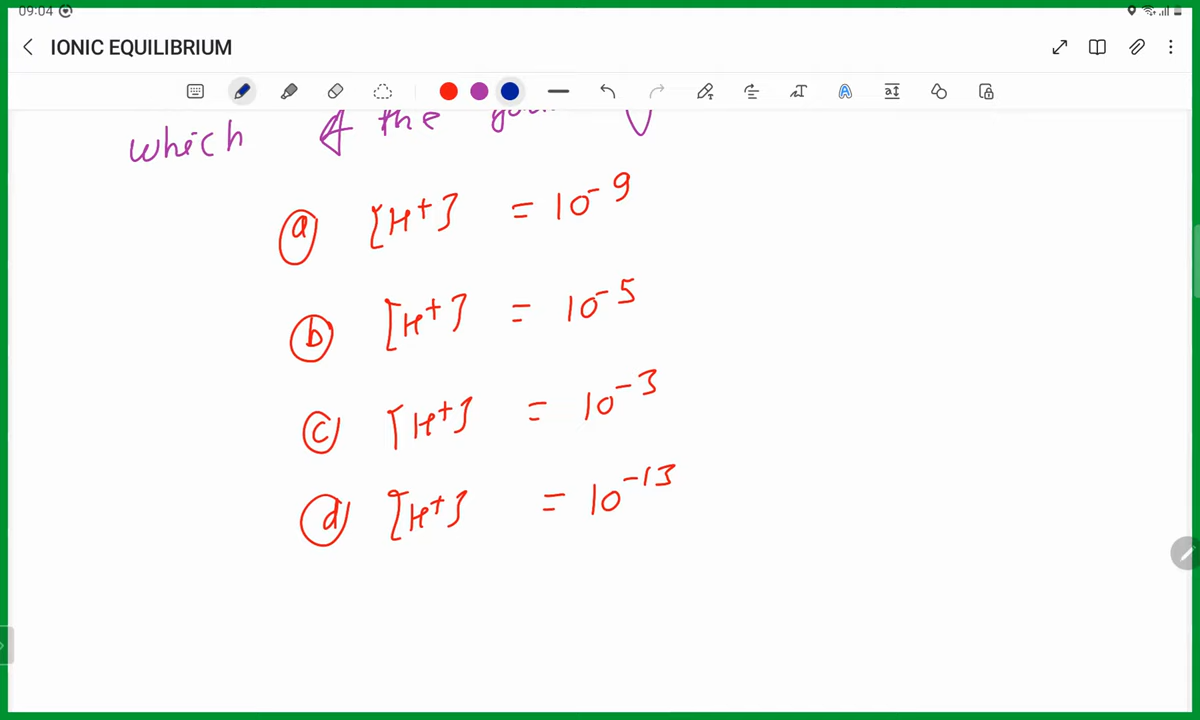 09:04
IONIC EQUILIBRIUM
which of the
(a) [H+] = 10^-9
(b) [H+] = 10^-5
(c) [H+] = 10^-3
(d) [H+] = 10^-13